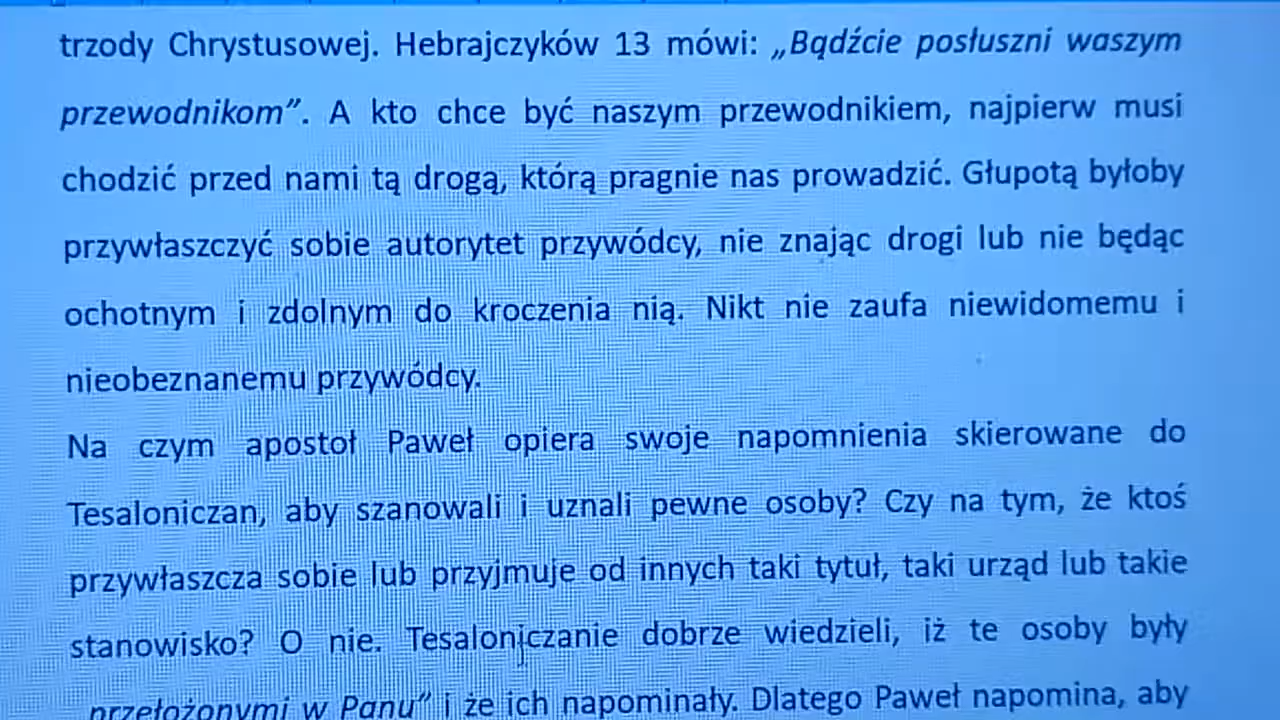 trzody Chrystusowej. Hebrajczyków 13 mówi: „Bądźcie posłuszni waszym
przewodnikom”. A kto chce być naszym przewodnikiem, najpierw musi
chodzić przed nami tą drogą, którą pragnie nas prowadzić. Głupotą byłoby
przywłaszczyć sobie autorytet przywódcy, nie znając drogi lub nie będąc
ochotnym i zdolnym do kroczenia nią. Nikt nie zaufa niewidomemu i
nieobeznanemu przywódcy.
Na czym apostoł Paweł opiera swoje napomnienia skierowane do
Tesaloniczan, aby szanowali i uznali pewne osoby? Czy na tym, że ktoś
przywłaszcza sobie lub przyjmuje od innych taki tytuł, taki urząd lub takie
stanowisko? O nie. Tesaloniczanie dobrze wiedzieli, iż te osoby były
przełożonymi w Panu” i że ich napominały. Dlatego Paweł napomina, aby